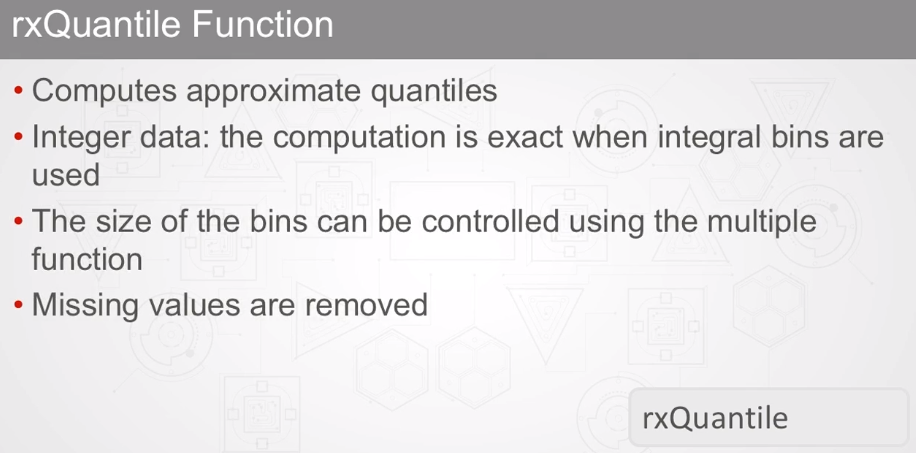 rxQuantile Function
• Computes approximate quantiles
• Integer data: the computation is exact when integral bins are
used
• The size of the bins can be controlled using the multiple
function
• Missing values are removed
rxQuantile